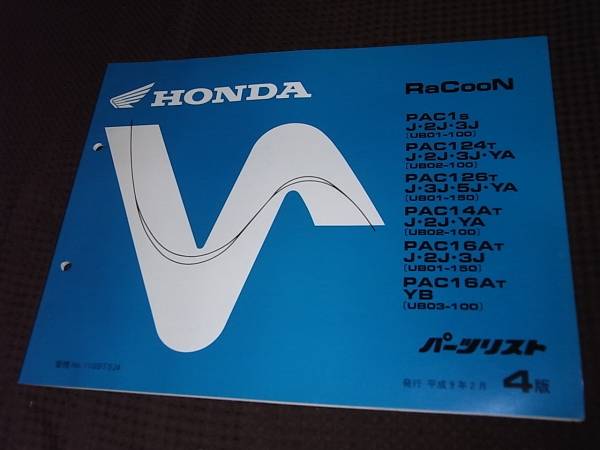 HONDA
RaCooN
PAC1S
J・2J・3J
(UB01-100)
PAC124T
J・2J・3J・YA
(UB02-100)
PAC126T
J・3J・5J・YA
(UB01-150)
PAC14AT
J・2J・YA
(UB02-100)
PAC16AT
J・2J・3J
(UB01-150)
PAC16AT
YB
(UB03-100)
パーツリスト
発行 平成9年2月 4版